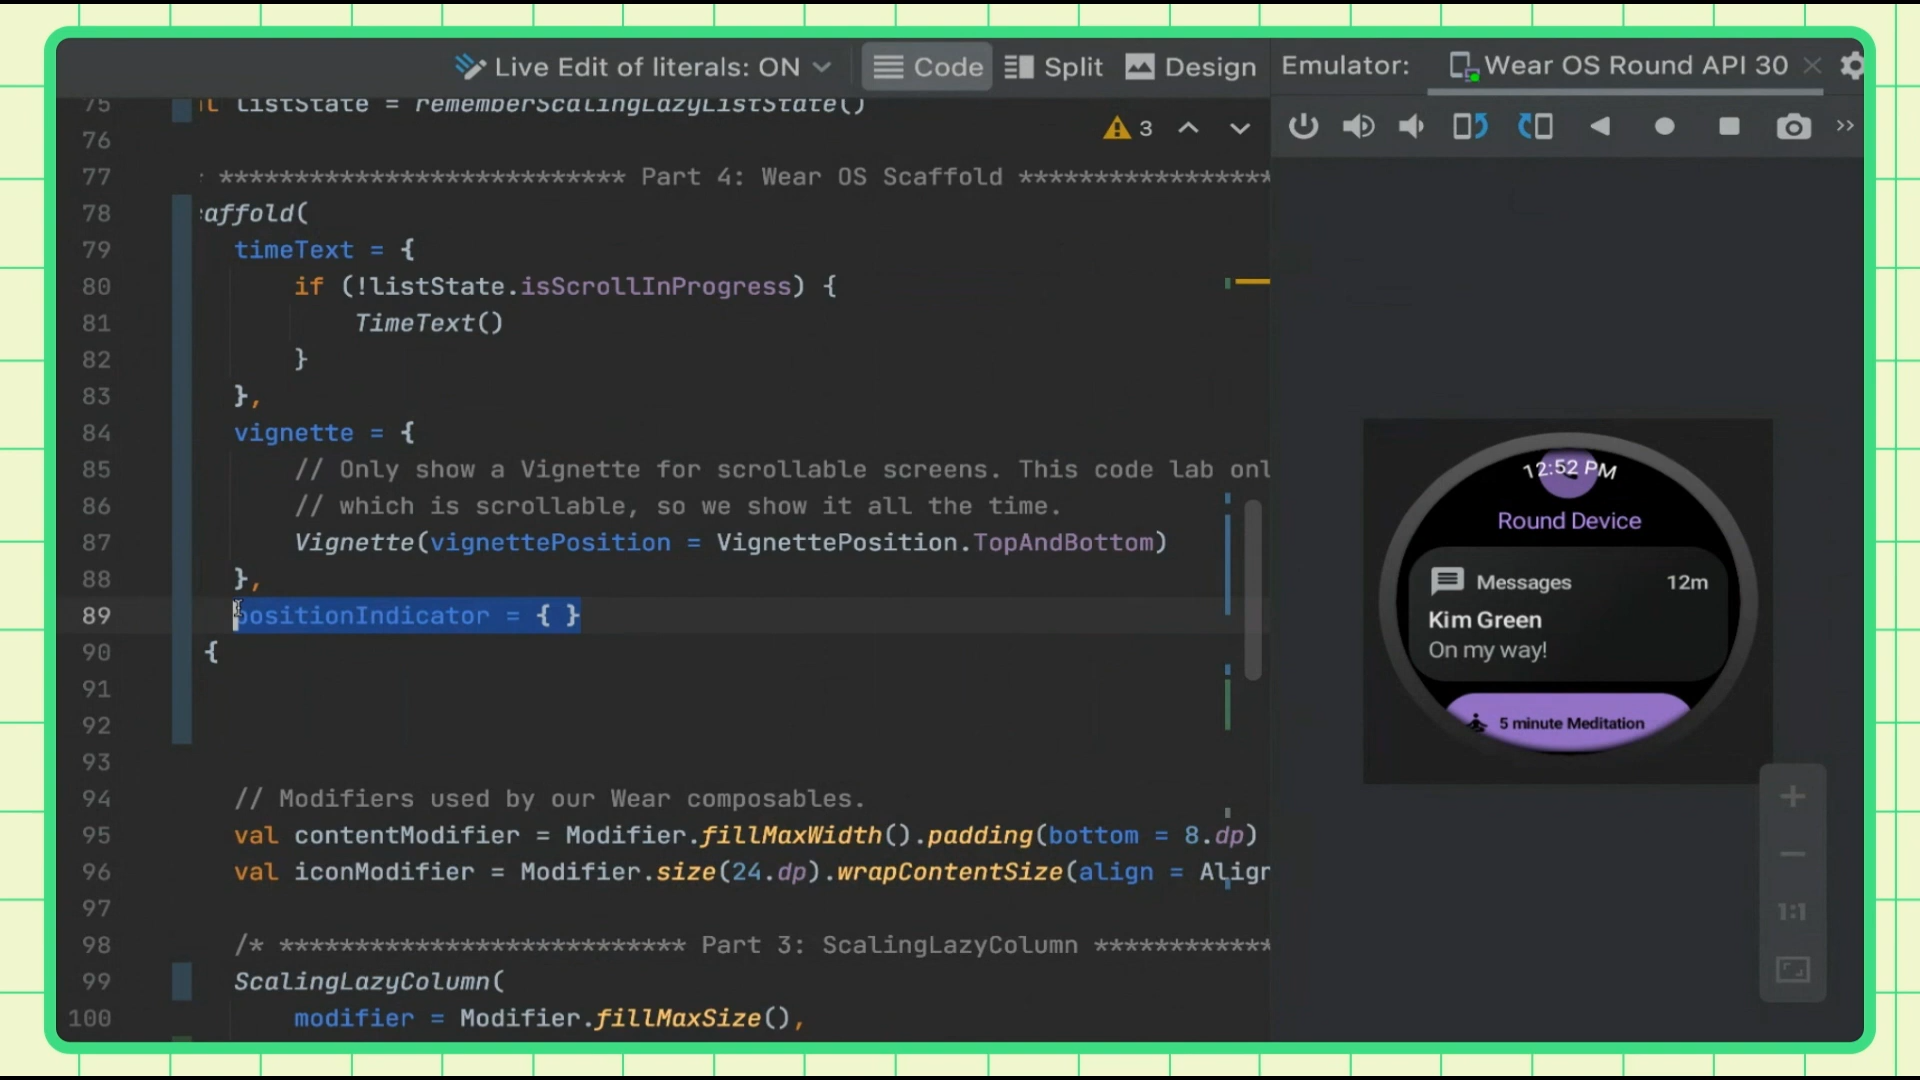 Live Edit of literals: ON
Code
Split
Design
Emulator:
Wear OS Round API 30
3
75 listState = rememberScalingLazyListState()
76
77 *************************** Part 4: Wear OS Scaffold *****************
78 affold(
79 timeText = {
80 if (!listState.isScrollInProgress) {
81 TimeText()
82 }
83 },
84 vignette = {
85 // Only show a Vignette for scrollable screens. This code lab onl
86 // which is scrollable, so we show it all the time.
87 Vignette(vignettePosition = VignettePosition.TopAndBottom)
88 },
89 positionIndicator = { }
90 {
91
92
93
94 // Modifiers used by our Wear composables.
95 val contentModifier = Modifier.fillMaxWidth().padding(bottom = 8.dp)
96 val iconModifier = Modifier.size(24.dp).wrapContentSize(align = Align
97
98 /* *************************** Part 3: ScalingLazyColumn ************
99 ScalingLazyColumn(
100 modifier = Modifier.fillMaxSize(),
12:52 PM
Round Device
Messages 12m
Kim Green
On my way!
5 minute Meditation
1:1